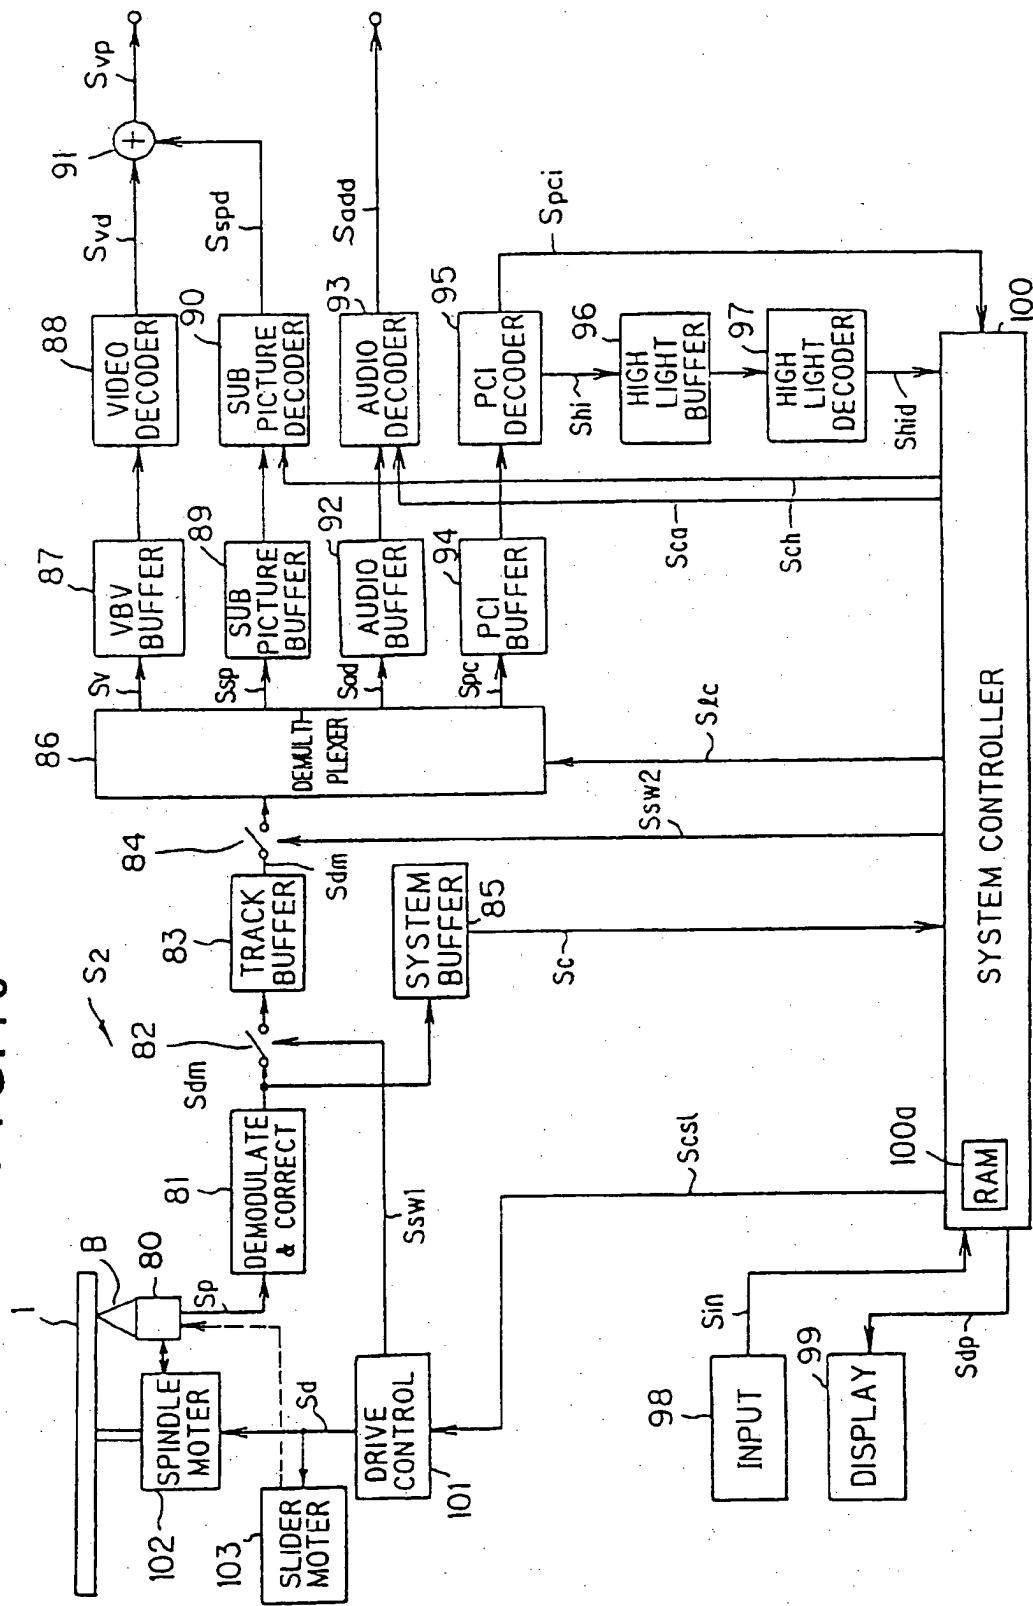 S2
1
B
80
Sp
SPINDLE
MOTER
102
SLIDER
MOTER
103
Sd
DRIVE
CONTROL
101
DEMODULATE
& CORRECT
81
Sdm
82
Ssw1
TRACK
BUFFER
83
Sdm
84
SYSTEM
BUFFER
85
Sc
86
DEMULTI
PLEXER
Ssw2
Slc
Sv
Ssp
Sad
Spc
87
VBV
BUFFER
89
SUB
PICTURE
BUFFER
92
AUDIO
BUFFER
94
PCI
BUFFER
88
VIDEO
DECODER
90
SUB
PICTURE
DECODER
93
AUDIO
DECODER
95
PCI
DECODER
Svd
91
+
Svp
Sspd
Sadd
Spci
Shi
96
HIGH
LIGHT
BUFFER
97
HIGH
LIGHT
DECODER
Shid
Sca
Sch
98
INPUT
Sin
99
DISPLAY
Sdp
Scsl
100a
RAM
SYSTEM CONTROLLER
100